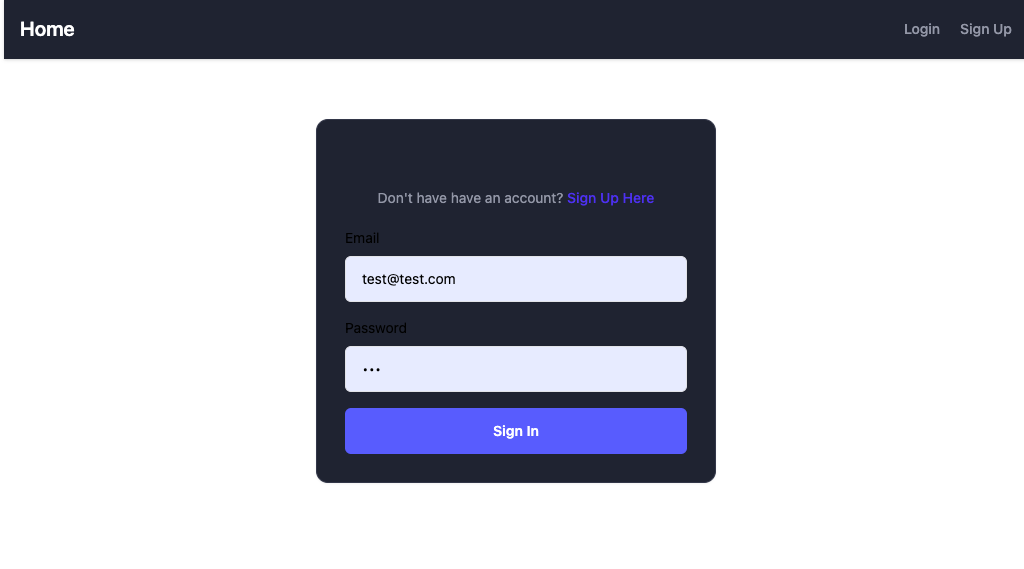 Home
Login Sign Up
Don't have have an account? Sign Up Here
Email
test@test.com
Password
•••
Sign In